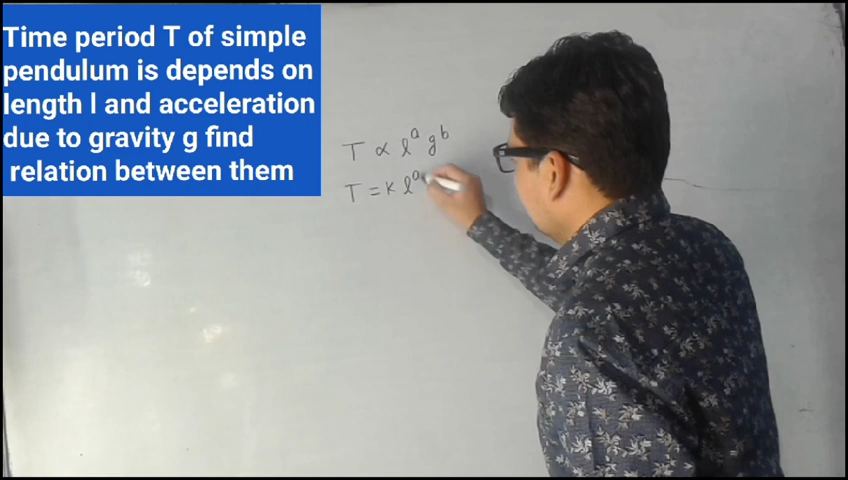 Time period T of simple
pendulum is depends on
length l and acceleration
due to gravity g find
relation between them
T ∝ l^a g^b
T = K l^a